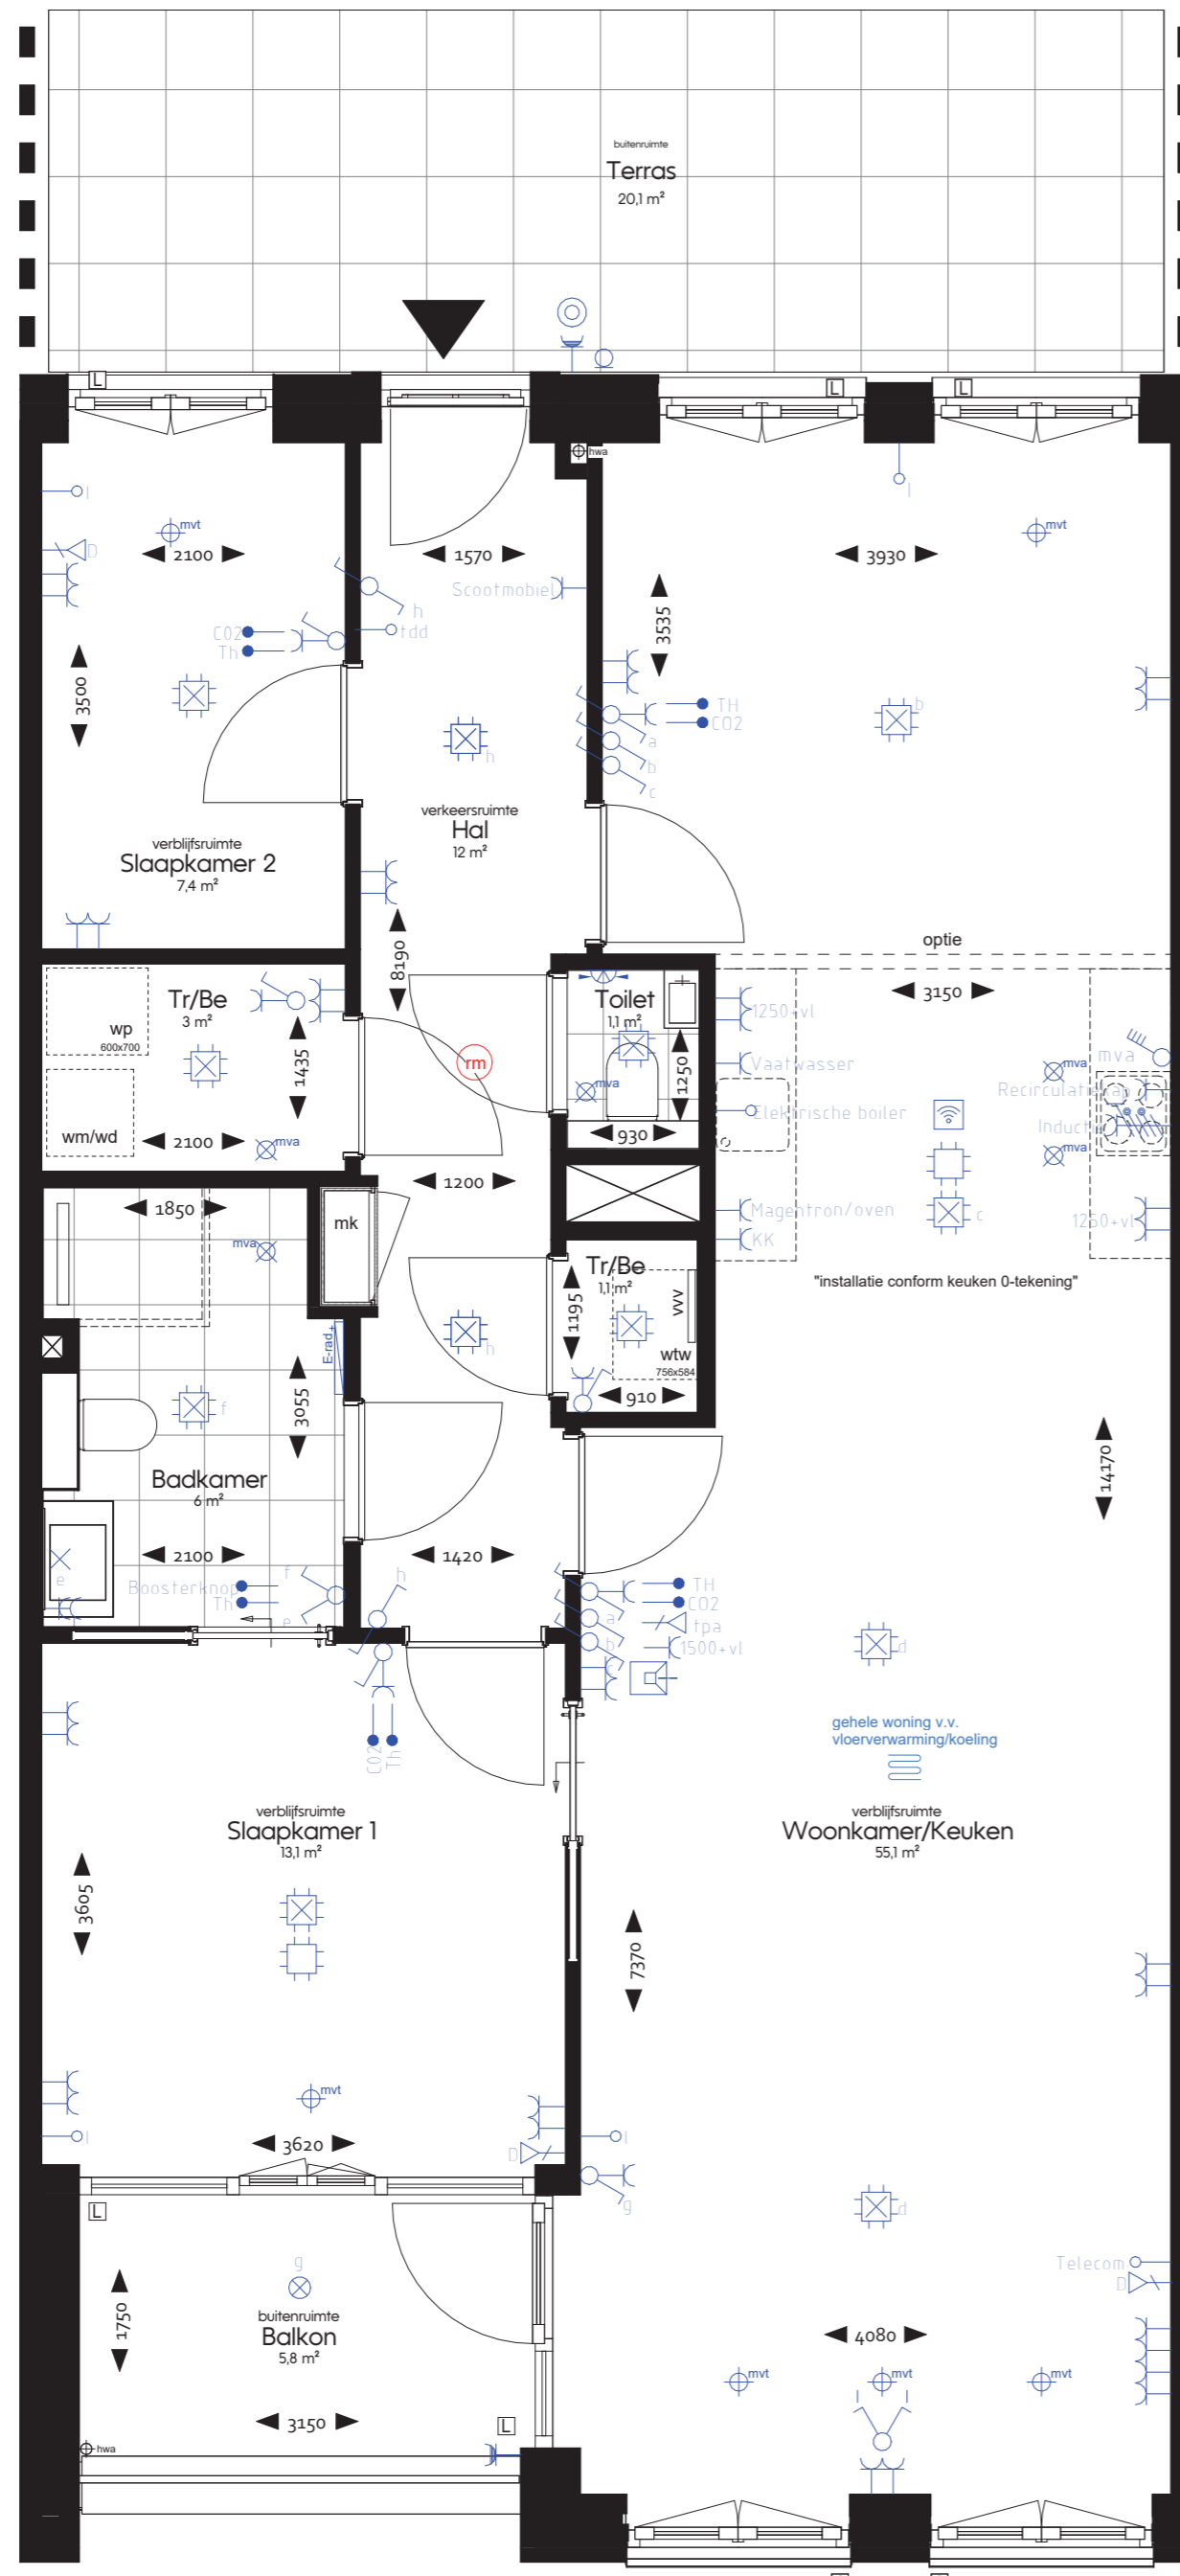 buitenruimte
Terras
20,1 m²
L
L
L
hwa
l
mvt
2100
D
1570
Scootmobiel
h
tdd
CO2
Th
3500
l
mvt
3930
3535
TH
CO2
a
b
c
b
h
verkeersruimte
Hal
12 m²
verblijfsruimte
Slaapkamer 2
7,4 m²
8190
optie
3150
Tr/Be
3 m²
wp
600x700
1435
wm/wd
2100
mva
rm
Toilet
1,1 m²
mva
1250
930
1200
1250+vl
Vaatwasser
Elektrische boiler
Magentron/oven
KK
mva
mva
Recirculatiekap
Inductie
mva
1250+vl
c
"installatie conform keuken 0-tekening"
1850
mva
mk
E-rad
h
Tr/Be
1,1 m²
1195
vvv
wtw
756x584
910
f
3055
Badkamer
6 m²
2100
1420
14170
e
Boosterknop
Th
f
e
h
TH
CO2
a
tpa
b
1500+vl
c
d
CO2
Th
gehele woning v.v.
vloerverwarming/koeling
verblijfsruimte
Slaapkamer 1
13,1 m²
verblijfsruimte
Woonkamer/Keuken
55,1 m²
3605
7370
mvt
l
D
l
3620
g
L
d
Telecom
D
g
1750
buitenruimte
Balkon
5,8 m²
4080
mvt
mvt
mvt
3150
L
hwa